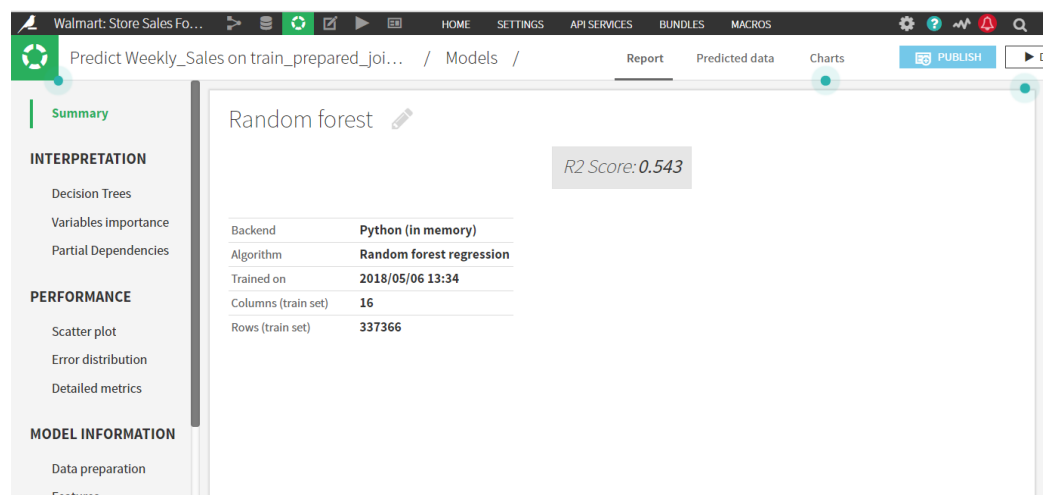 Walmart: Store Sales Fo... HOME SETTINGS API SERVICES BUNDLES MACROS
Predict Weekly_Sales on train_prepared_joi... / Models / Report Predicted data Charts PUBLISH
Summary
Random forest
R2 Score: 0.543
INTERPRETATION
Decision Trees
Variables importance
Partial Dependencies
Backend Python (in memory)
Algorithm Random forest regression
Trained on 2018/05/06 13:34
Columns (train set) 16
Rows (train set) 337366
PERFORMANCE
Scatter plot
Error distribution
Detailed metrics
MODEL INFORMATION
Data preparation